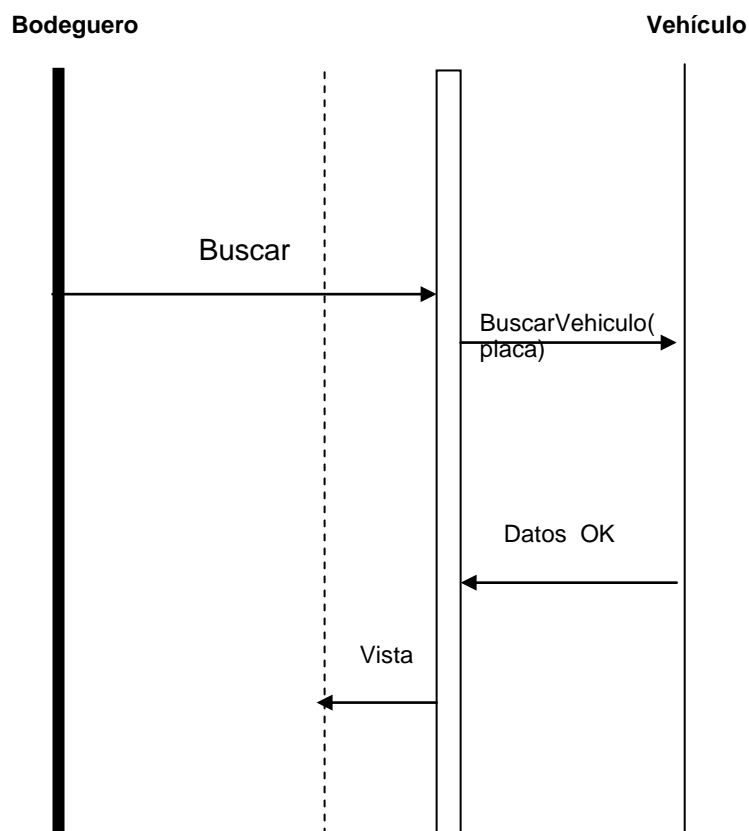 Bodeguero
Vehículo
Buscar
BuscarVehiculo(
placa)
Datos OK
Vista